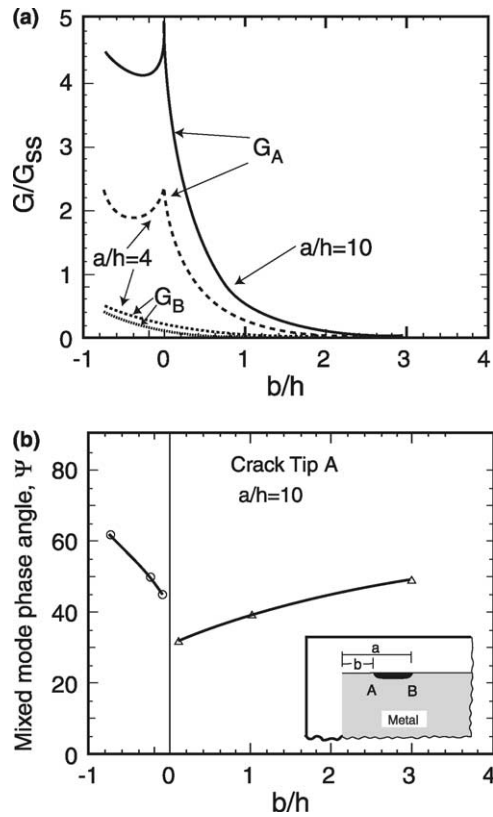 (a)
5
4
3
2
1
0
G/G_SS
G_A
a/h=10
a/h=4
G_B
-1 0 1 2 3 4
b/h
(b)
80
60
40
20
0
Mixed mode phase angle, Ψ
Crack Tip A
a/h=10
a
b
A B
Metal
-1 0 1 2 3 4
b/h